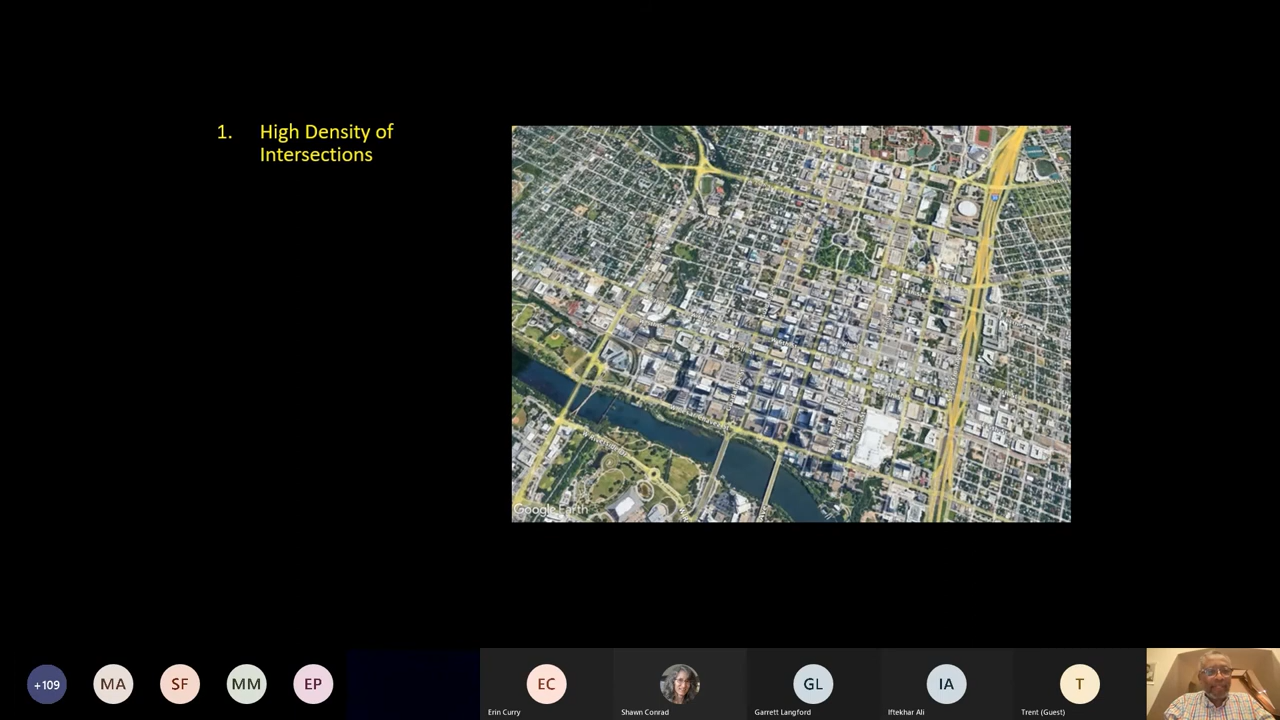 1. High Density of
Intersections
Google Earth
+109
MA
SF
MM
EP
EC
GL
IA
T
Erin Curry
Shawn Conrad
Garrett Langford
Iftekhar Ali
Trent (Guest)